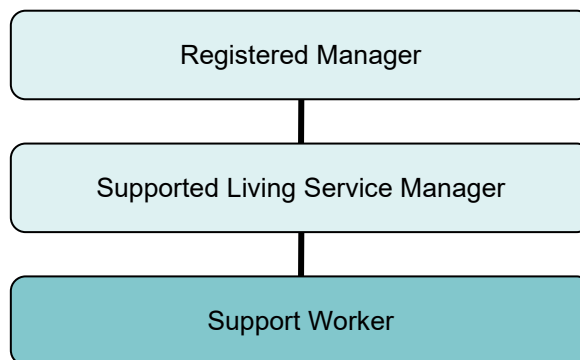 Registered Manager
Supported Living Service Manager
Support Worker